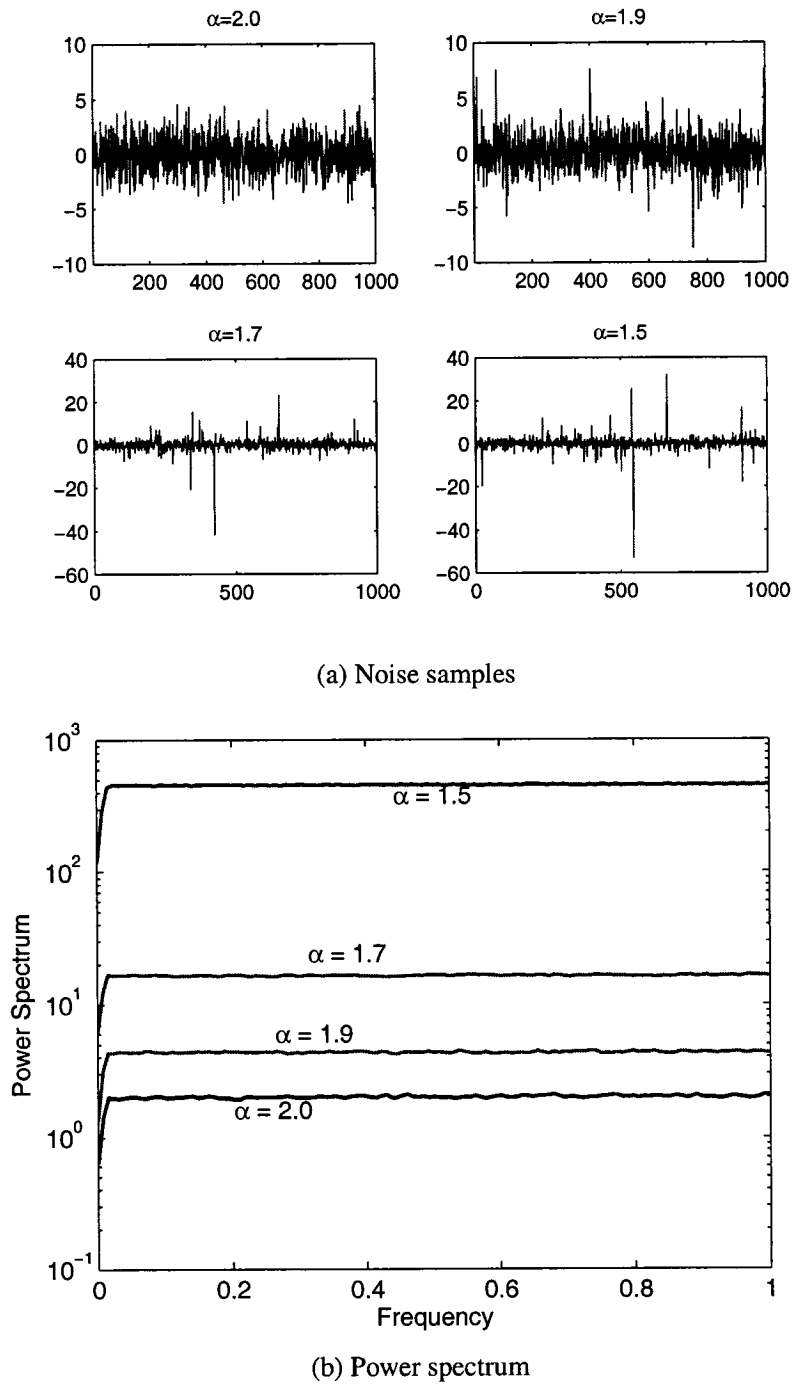 α=2.0
10
5
0
−5
−10
200 400 600 800 1000
α=1.9
10
5
0
−5
−10
200 400 600 800 1000
α=1.7
40
20
0
−20
−40
−60
0 500 1000
α=1.5
40
20
0
−20
−40
−60
0 500 1000
(a) Noise samples
10³
10²
10¹
10⁰
10⁻¹
Power Spectrum
α = 1.5
α = 1.7
α = 1.9
α = 2.0
0 0.2 0.4 0.6 0.8 1
Frequency
(b) Power spectrum